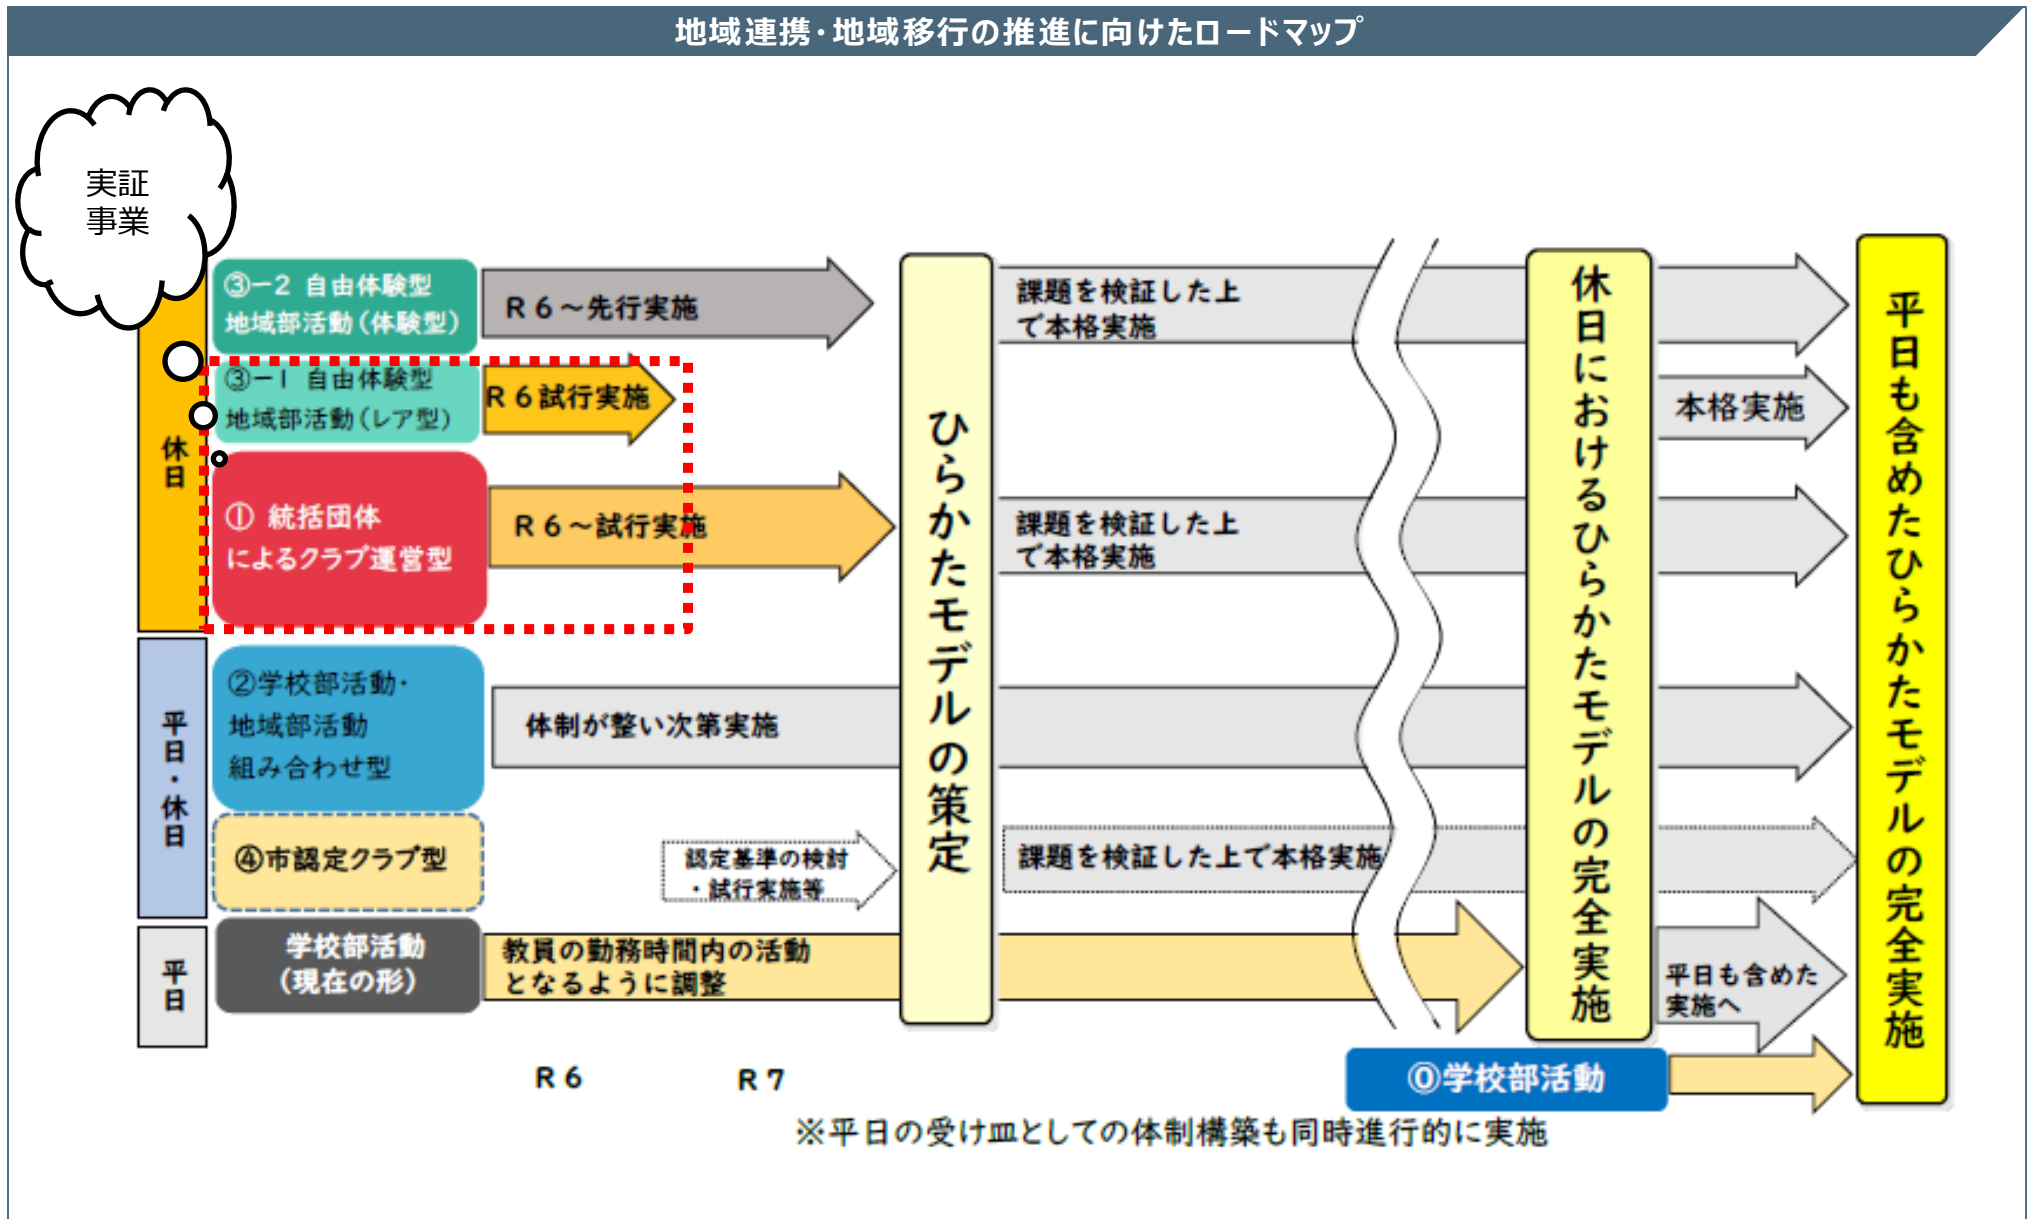 地域連携・地域移行の推進に向けたロードマップ
実証
事業
休日
③ー2 自由体験型
地域部活動（体験型）
R6～先行実施
課題を検証した上
で本格実施
③ー1 自由体験型
地域部活動（レア型）
R6試行実施
本格実施
① 統括団体
によるクラブ運営型
R6～試行実施
課題を検証した上
で本格実施
平日・休日
②学校部活動・
地域部活動
組み合わせ型
体制が整い次第実施
④市認定クラブ型
認定基準の検討
・試行実施等
課題を検証した上で本格実施
平日
学校部活動
（現在の形）
教員の勤務時間内の活動
となるように調整
平日も含めた
実施へ
ひらかたモデルの策定
休日におけるひらかたモデルの完全実施
平日も含めたひらかたモデルの完全実施
R6
R7
⓪学校部活動
※平日の受け皿としての体制構築も同時進行的に実施